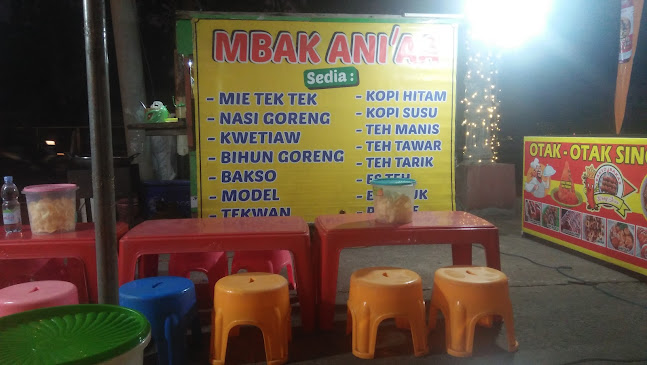 MBAK ANI'
Sedia :
- MIE TEK TEK
- NASI GORENG
- KWETIAW
- BIHUN GORENG
- BAKSO
- MODEL
- TEKWAN
- KOPI HITAM
- KOPI SUSU
- TEH MANIS
- TEH TAWAR
- TEH TARIK
OTAK - OTAK